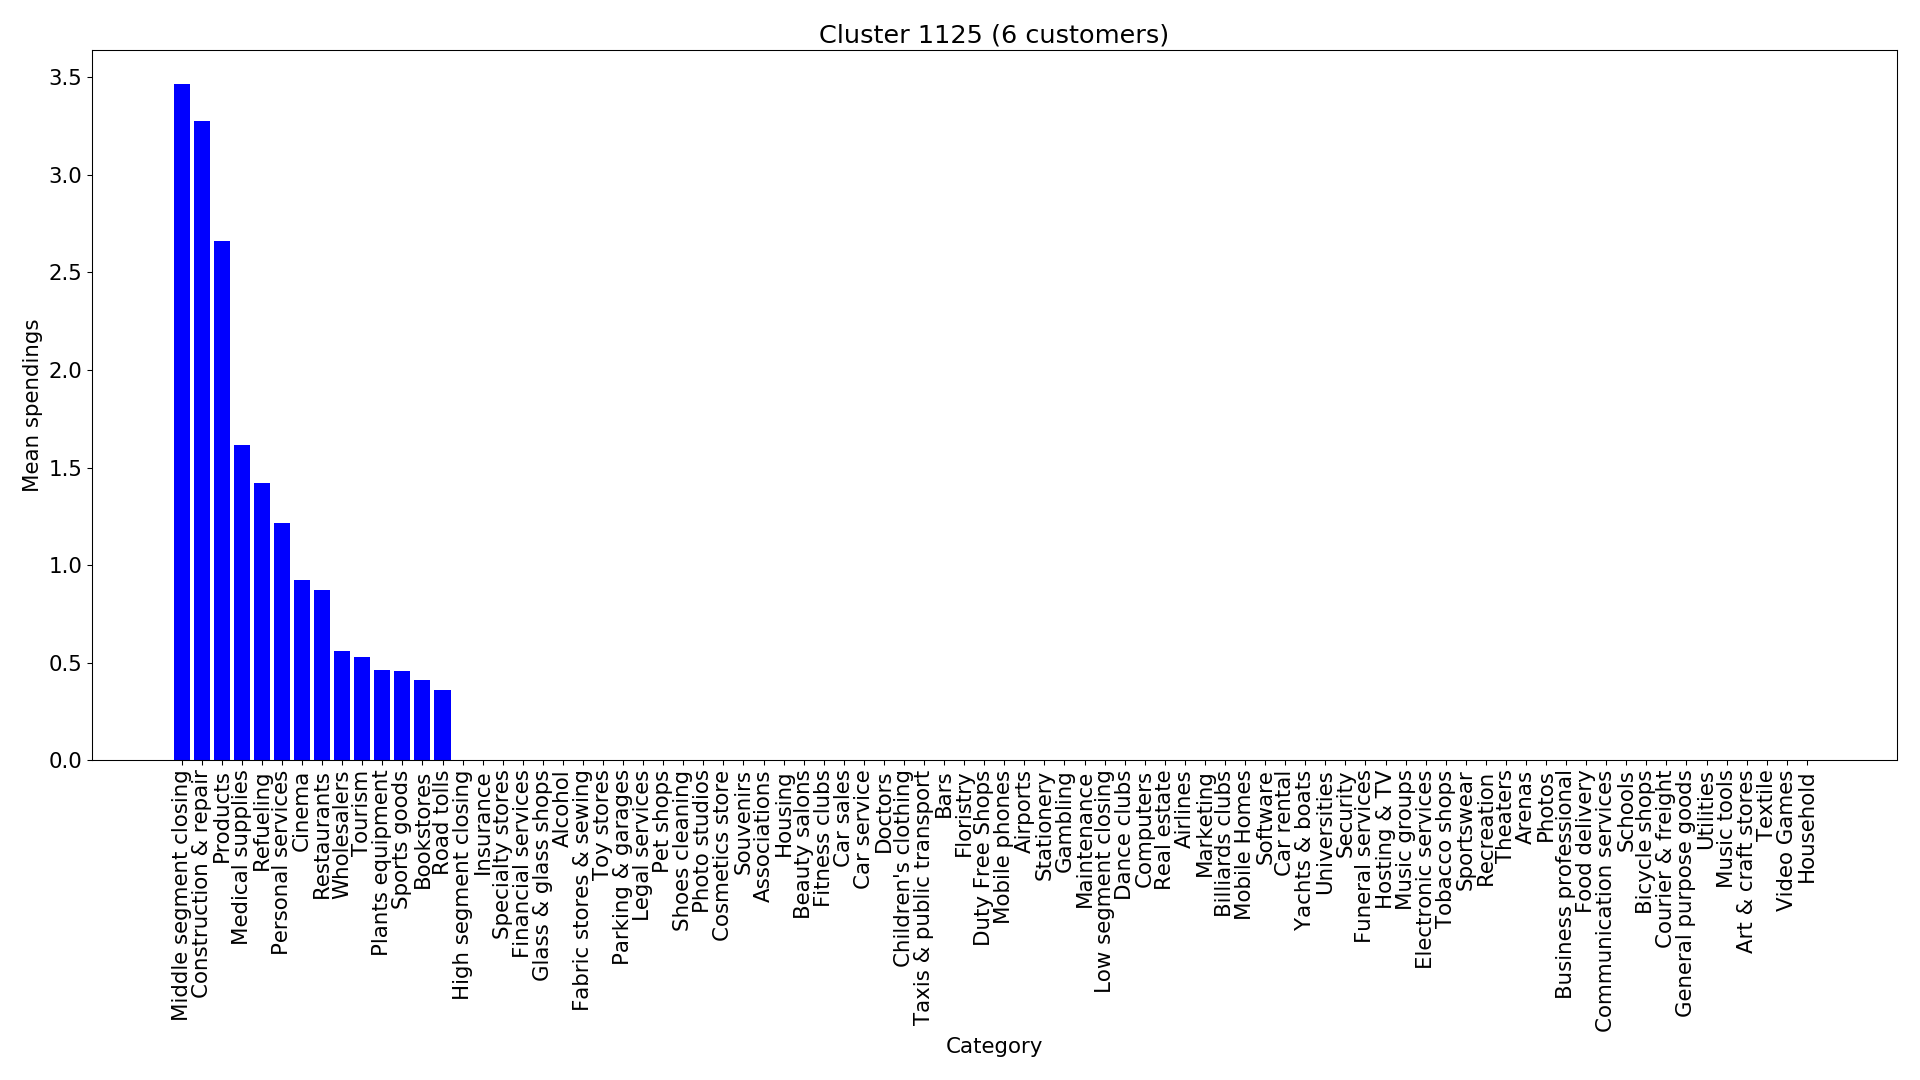 Cluster 1125 (6 customers)
Mean spendings
3.5
3.0
2.5
2.0
1.5
1.0
0.5
0.0
Middle segment closing
Construction & repair
Products
Medical supplies
Refueling
Personal services
Cinema
Restaurants
Wholesalers
Tourism
Plants equipment
Sports goods
Bookstores
Road tolls
High segment closing
Insurance
Specialty stores
Financial services
Glass & glass shops
Alcohol
Fabric stores & sewing
Toy stores
Parking & garages
Legal services
Pet shops
Shoes cleaning
Photo studios
Cosmetics store
Souvenirs
Associations
Housing
Beauty salons
Fitness clubs
Car sales
Car service
Doctors
Children's clothing
Taxis & public transport
Bars
Floristry
Duty Free Shops
Mobile phones
Airports
Stationery
Gambling
Maintenance
Low segment closing
Dance clubs
Computers
Real estate
Airlines
Marketing
Billiards clubs
Mobile Homes
Software
Car rental
Yachts & boats
Universities
Security
Funeral services
Hosting & TV
Music groups
Electronic services
Tobacco shops
Sportswear
Recreation
Theaters
Arenas
Photos
Business professional
Food delivery
Communication services
Schools
Bicycle shops
Courier & freight
General purpose goods
Utilities
Music tools
Art & craft stores
Textile
Video Games
Household
Category